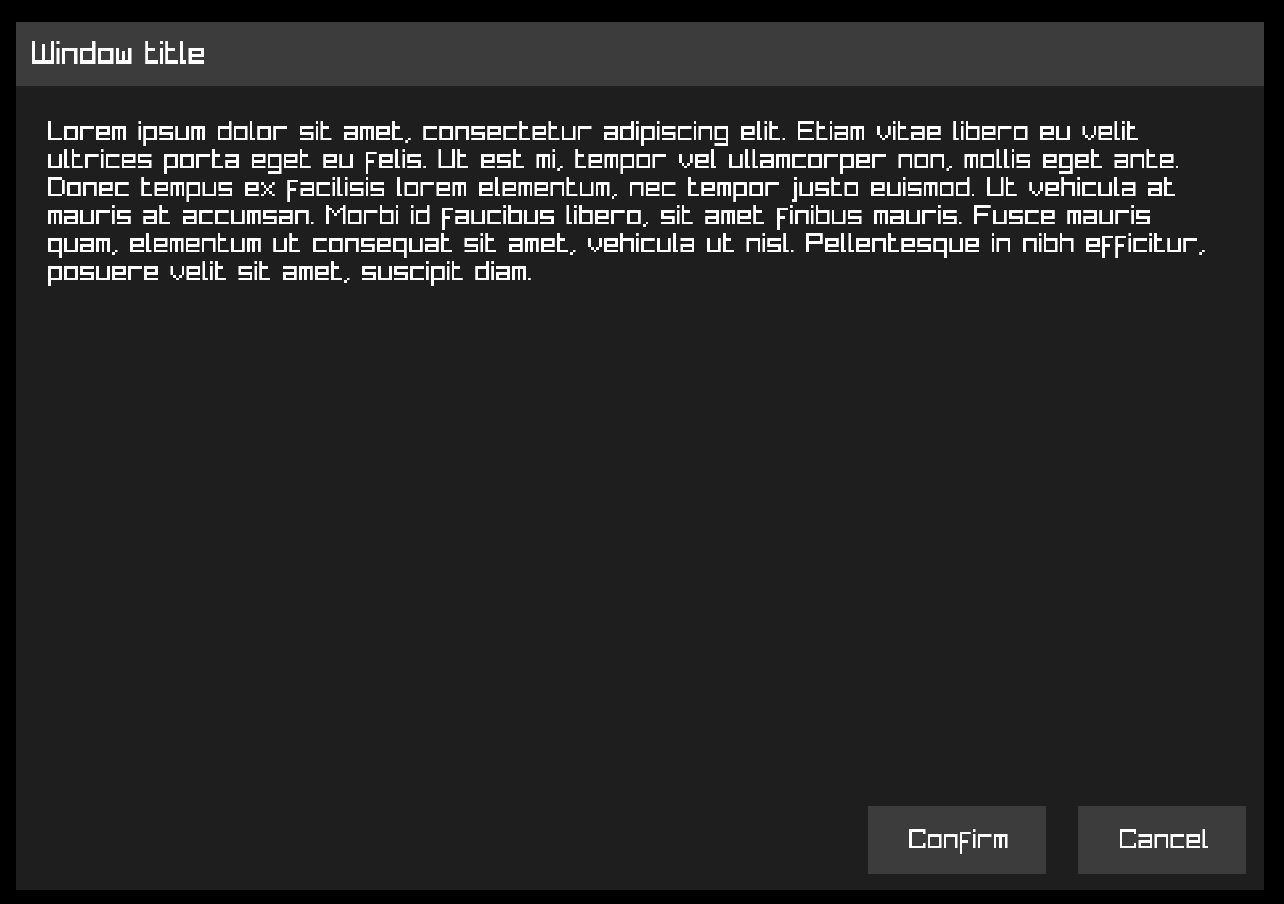 Window title
Lorem ipsum dolor sit amet, consectetur adipiscing elit. Etiam vitae libero eu velit
ultrices porta eget eu felis. Ut est mi, tempor vel ullamcorper non, mollis eget ante.
Donec tempus ex facilisis lorem elementum, nec tempor justo euismod. Ut vehicula at
mauris at accumsan. Morbi id faucibus libero, sit amet finibus mauris. Fusce mauris
quam, elementum ut consequat sit amet, vehicula ut nisl. Pellentesque in nibh efficitur,
posuere velit sit amet, suscipit diam.
Confirm
Cancel